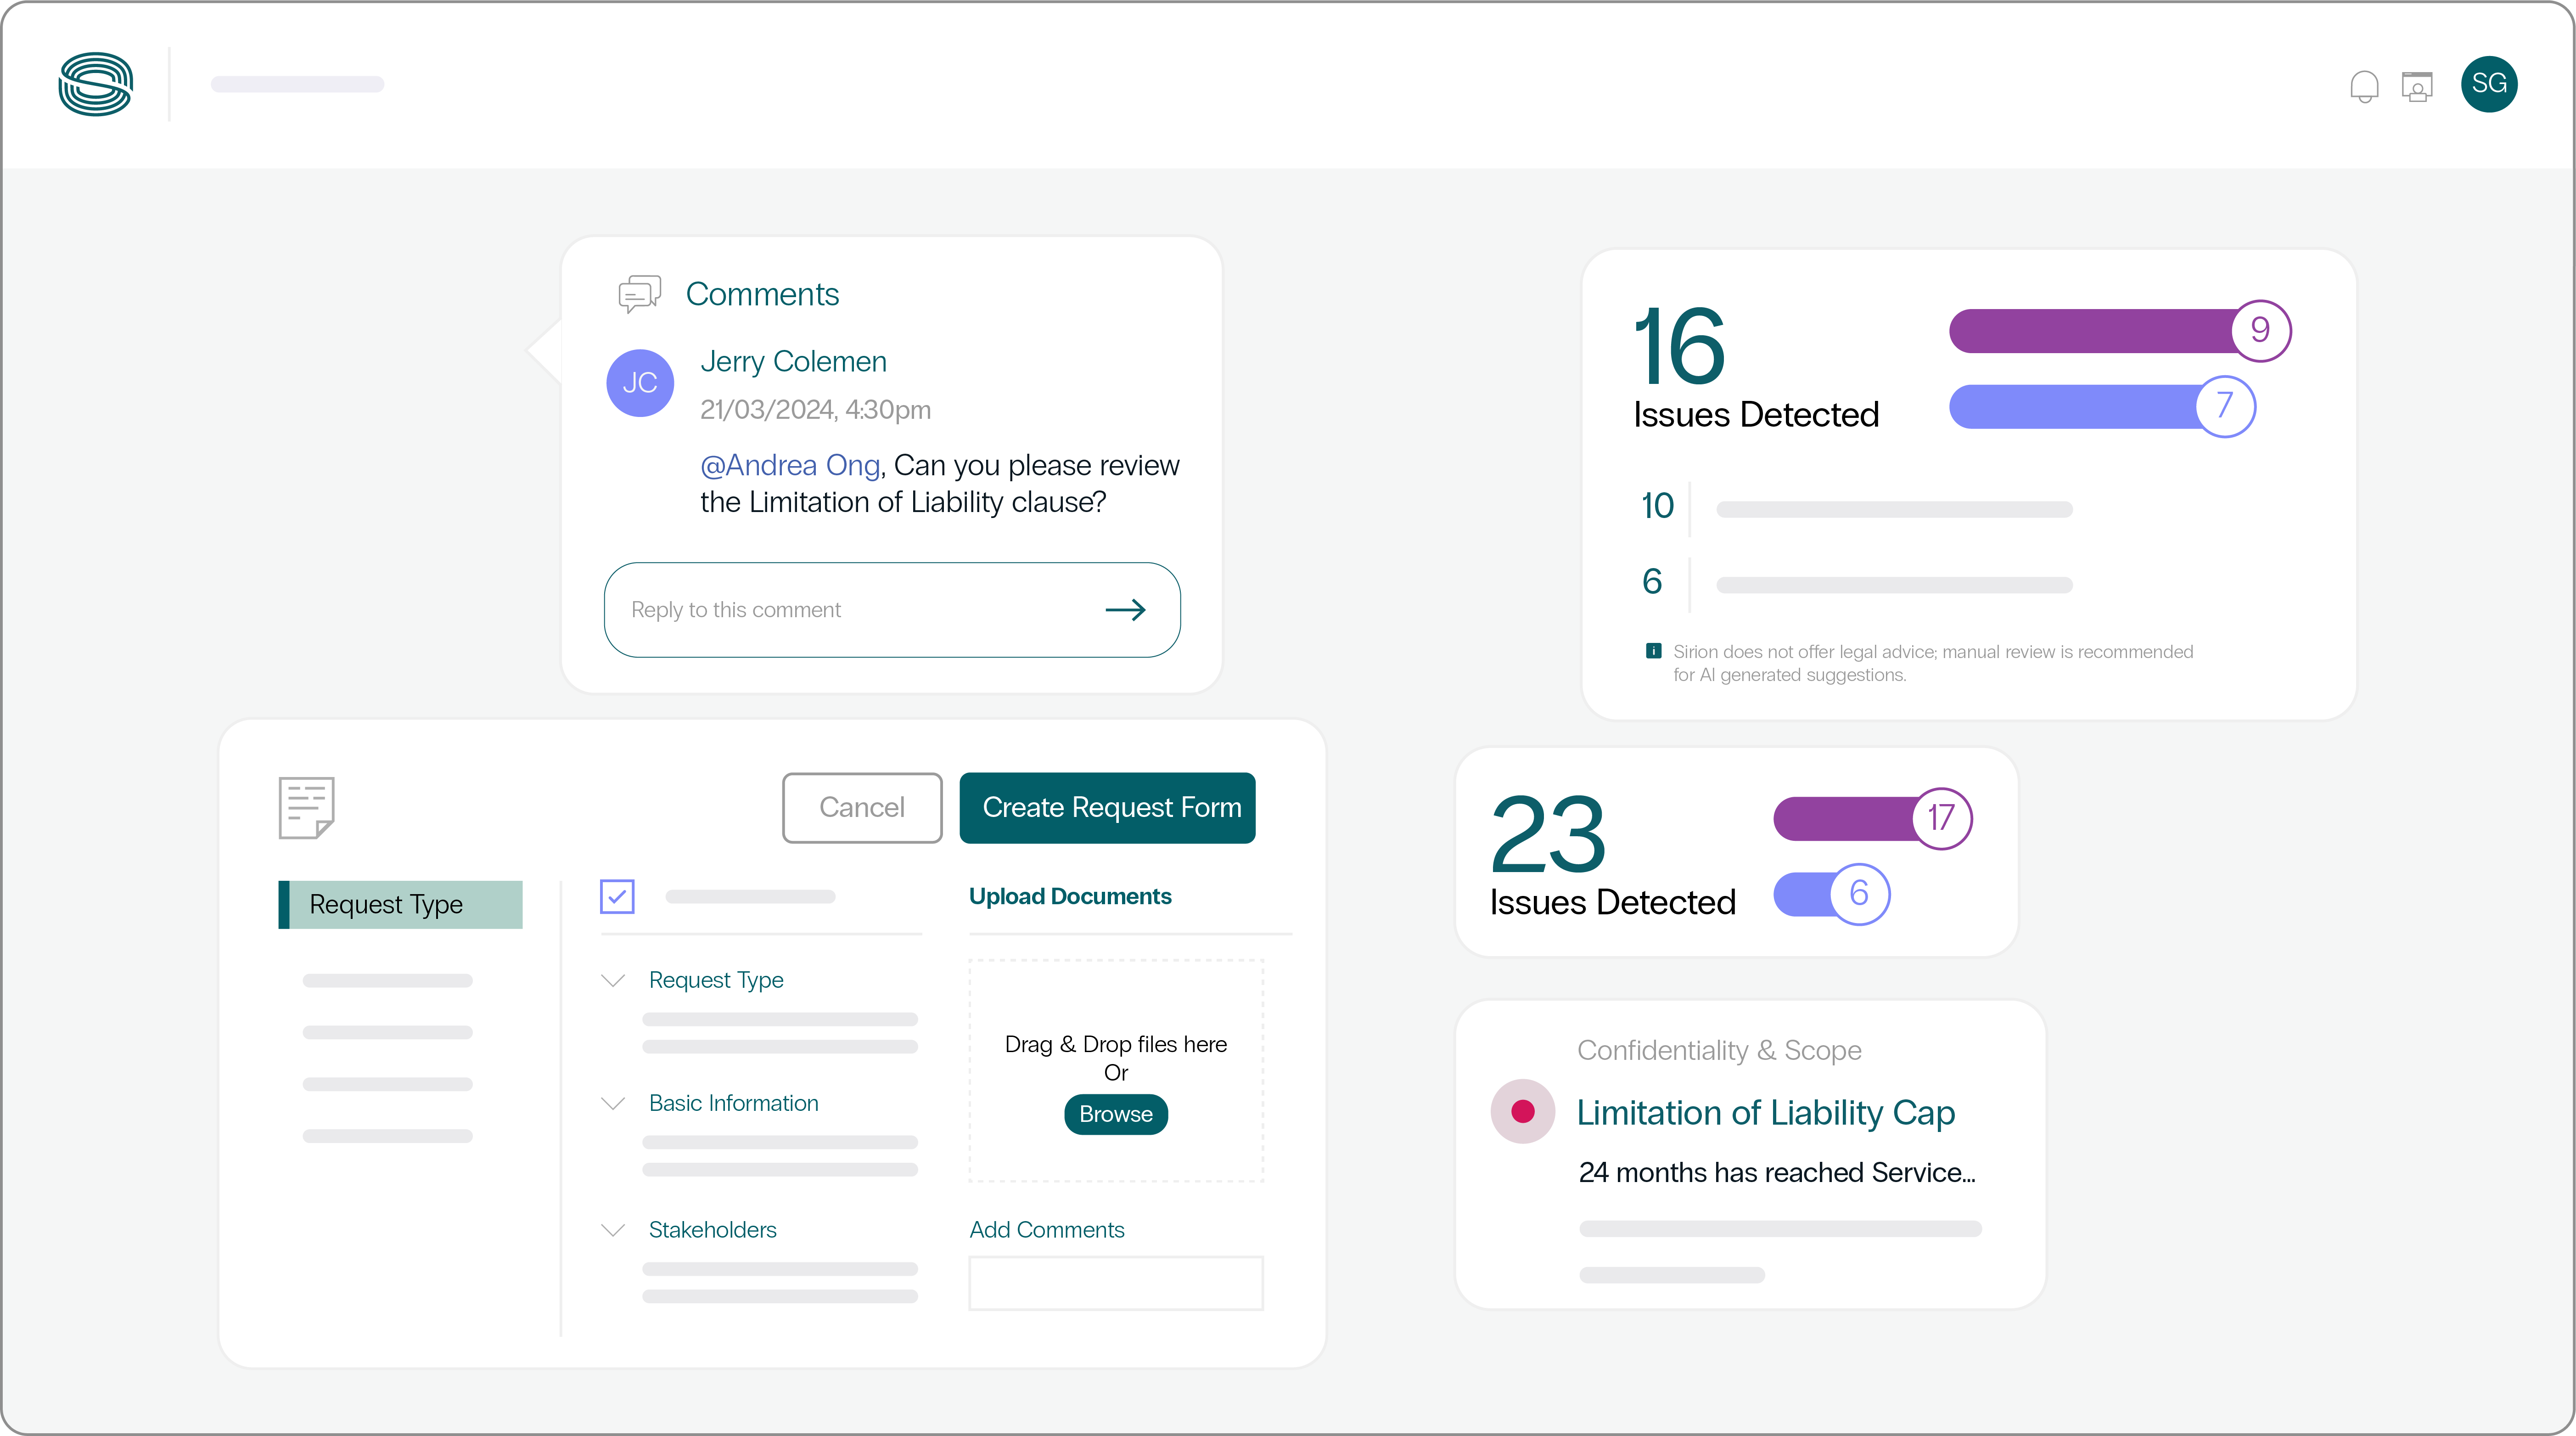 SG
Comments
JC
Jerry Colemen
21/03/2024, 4:30pm
@Andrea Ong, Can you please review
the Limitation of Liability clause?
Reply to this comment
16
Issues Detected
9
7
10
6
i
Sirion does not offer legal advice; manual review is recommended
for AI generated suggestions.
Cancel
Create Request Form
Request Type
Upload Documents
Request Type
Basic Information
Stakeholders
Drag & Drop files here
Or
Browse
Add Comments
23
Issues Detected
17
6
Confidentiality & Scope
Limitation of Liability Cap
24 months has reached Service...